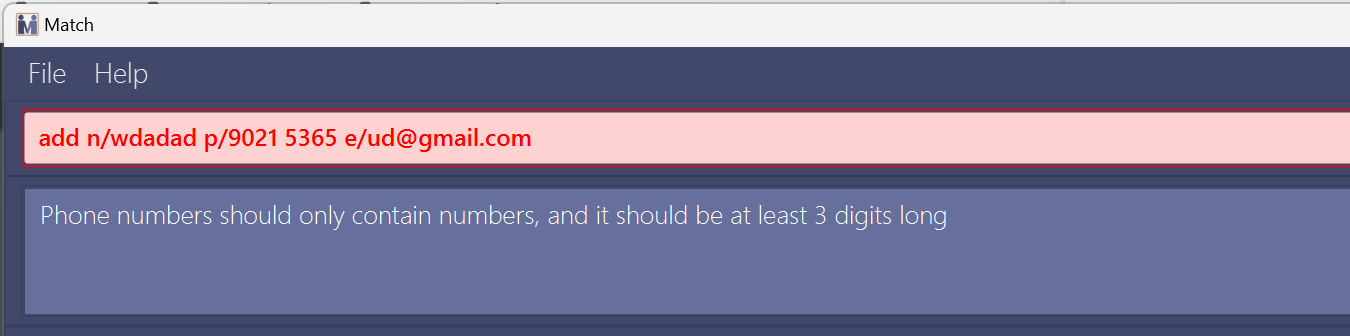 Match
File Help
add n/wdadad p/9021 5365 e/ud@gmail.com
Phone numbers should only contain numbers, and it should be at least 3 digits long